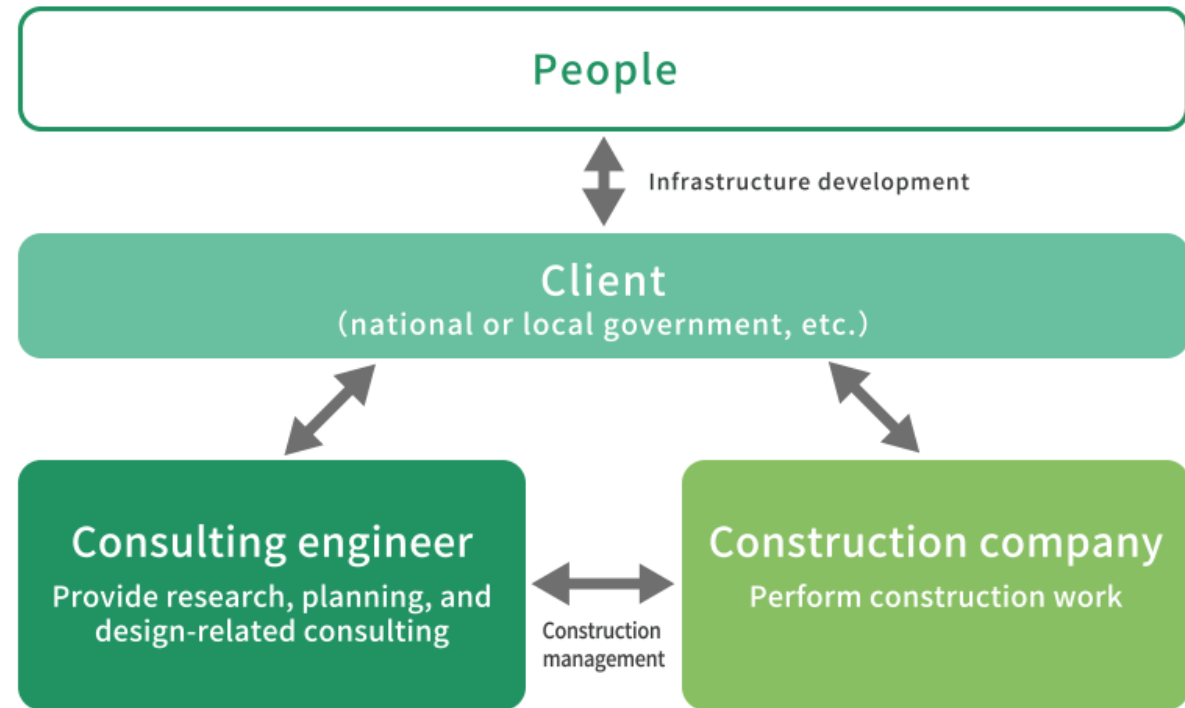 People
Infrastructure development
Client
（national or local government, etc.）
Consulting engineer
Provide research, planning, and
design-related consulting
Construction
management
Construction company
Perform construction work